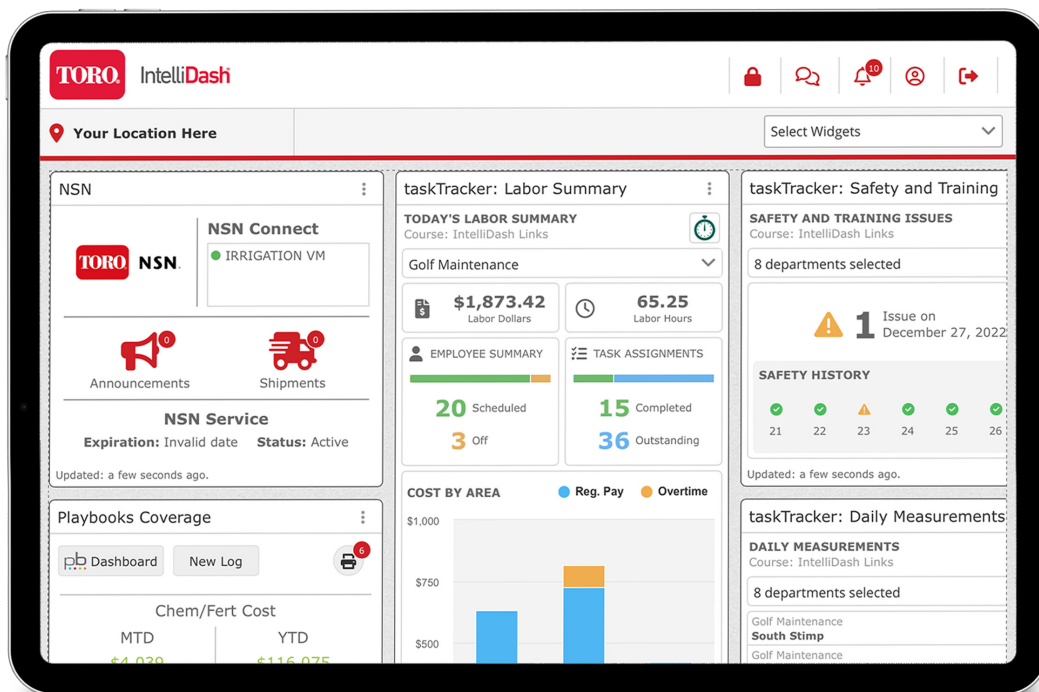 TORO. IntelliDash
10
Your Location Here
Select Widgets
NSN
TORO NSN.
NSN Connect
IRRIGATION VM
0
0
Announcements
Shipments
NSN Service
Expiration: Invalid date Status: Active
Updated: a few seconds ago.
Playbooks Coverage
pb Dashboard
New Log
6
Chem/Fert Cost
MTD
YTD
$4,039
$116,075
taskTracker: Labor Summary
TODAY'S LABOR SUMMARY
Course: IntelliDash Links
Golf Maintenance
$1,873.42
Labor Dollars
65.25
Labor Hours
EMPLOYEE SUMMARY
20 Scheduled
3 Off
TASK ASSIGNMENTS
15 Completed
36 Outstanding
COST BY AREA
Reg. Pay
Overtime
$1,000
$750
$500
taskTracker: Safety and Training
SAFETY AND TRAINING ISSUES
Course: IntelliDash Links
8 departments selected
1 Issue on
December 27, 2022
SAFETY HISTORY
21 22 23 24 25 26
Updated: a few seconds ago.
taskTracker: Daily Measurements
DAILY MEASUREMENTS
Course: IntelliDash Links
8 departments selected
Golf Maintenance
South Stimp
Golf Maintenance